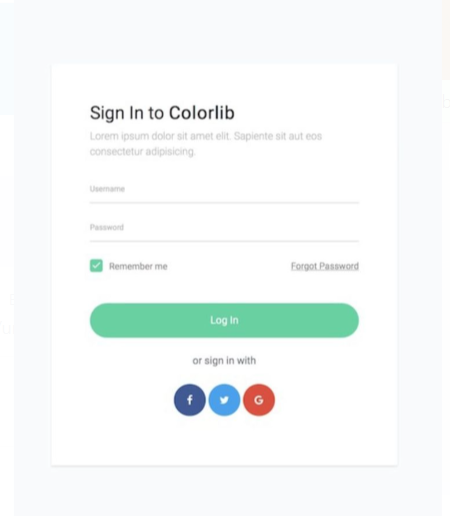 Sign In to Colorlib
Lorem ipsum dolor sit amet elit. Sapiente sit aut eos
consectetur adipisicing.
Username
Password
Remember me
Forgot Password
Log In
or sign in with
f
G